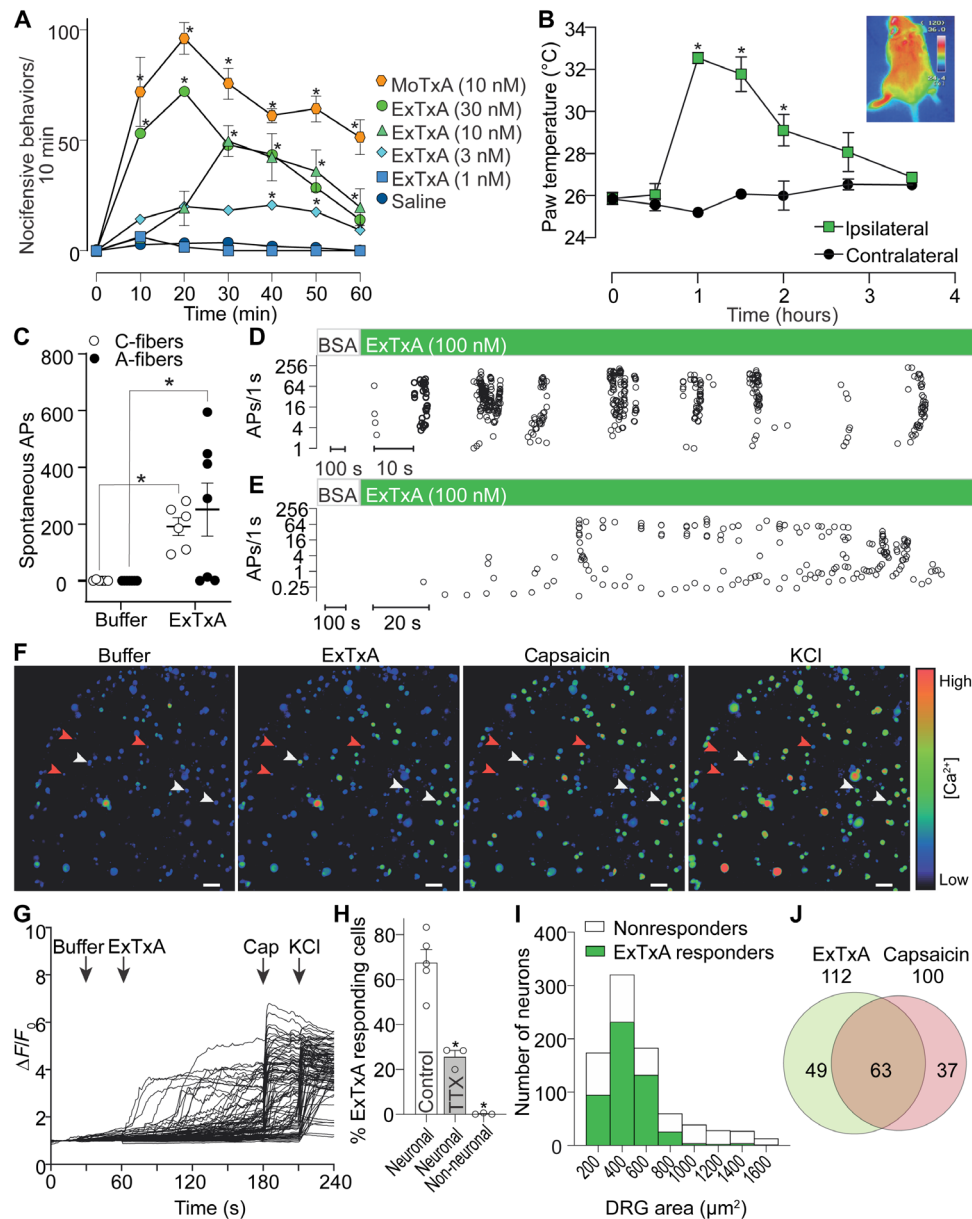 A
100
50
0
Nocifensive behaviors/
10 min
*
MoTxA (10 nM)
ExTxA (30 nM)
ExTxA (10 nM)
ExTxA (3 nM)
ExTxA (1 nM)
Saline
0 10 20 30 40 50 60
Time (min)
B
34
32
30
28
26
24
Paw temperature (°C)
* * *
36.0
Ipsilateral
Contralateral
0 1 2 3 4
Time (hours)
C
C-fibers
A-fibers
800
600
400
200
0
Spontaneous APs
*
*
Buffer ExTxA
D
BSA ExTxA (100 nM)
256
64
16
4
1
APs/1 s
100 s 10 s
E
BSA ExTxA (100 nM)
64
16
4
1
0.25
APs/1 s
100 s 20 s
F
Buffer ExTxA Capsaicin KCl
High
[Ca²⁺]
Low
G
10
8
6
4
2
0
ΔF/F₀
Buffer ExTxA Cap KCl
0 60 120 180 240
Time (s)
H
80
60
40
20
0
% ExTxA responding cells
Control
TTX
*
*
Neuronal
Neuronal
Non-neuronal
I
Nonresponders
ExTxA responders
400
300
200
100
0
Number of neurons
200 400 600 800 1000 1200 1400 1600
DRG area (µm²)
J
ExTxA Capsaicin
112 100
49 63 37